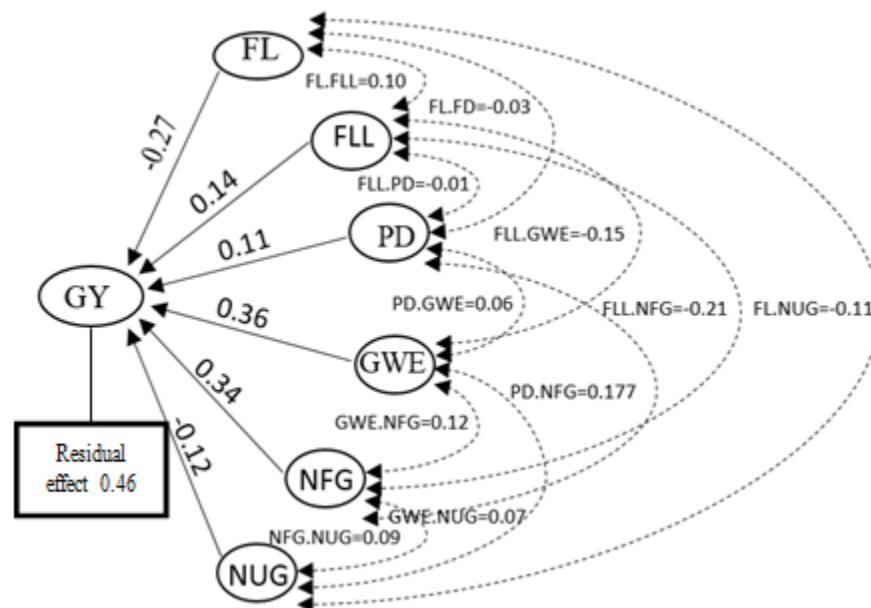 FL
FL.FLL=0.10
FL.FD=-0.03
-0.27
FLL
0.14
FLL.PD=-0.01
PD
0.11
FLL.GWE=-0.15
GY
0.36
PD.GWE=0.06
FLL.NFG=-0.21
FL.NUG=-0.11
GWE
0.34
PD.NFG=0.177
GWE.NFG=0.12
-0.12
Residual
effect 0.46
NFG
GWE.NUG=0.07
NFG.NUG=0.09
NUG